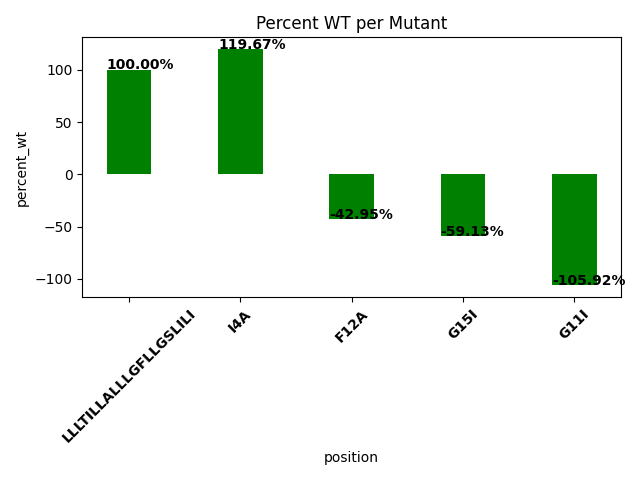 Percent WT per Mutant
percent_wt
100
50
0
−50
−100
100.00%
119.67%
-42.95%
-59.13%
-105.92%
LLLTILLALLLGFLLGSLILI
I4A
F12A
G15I
G11I
position